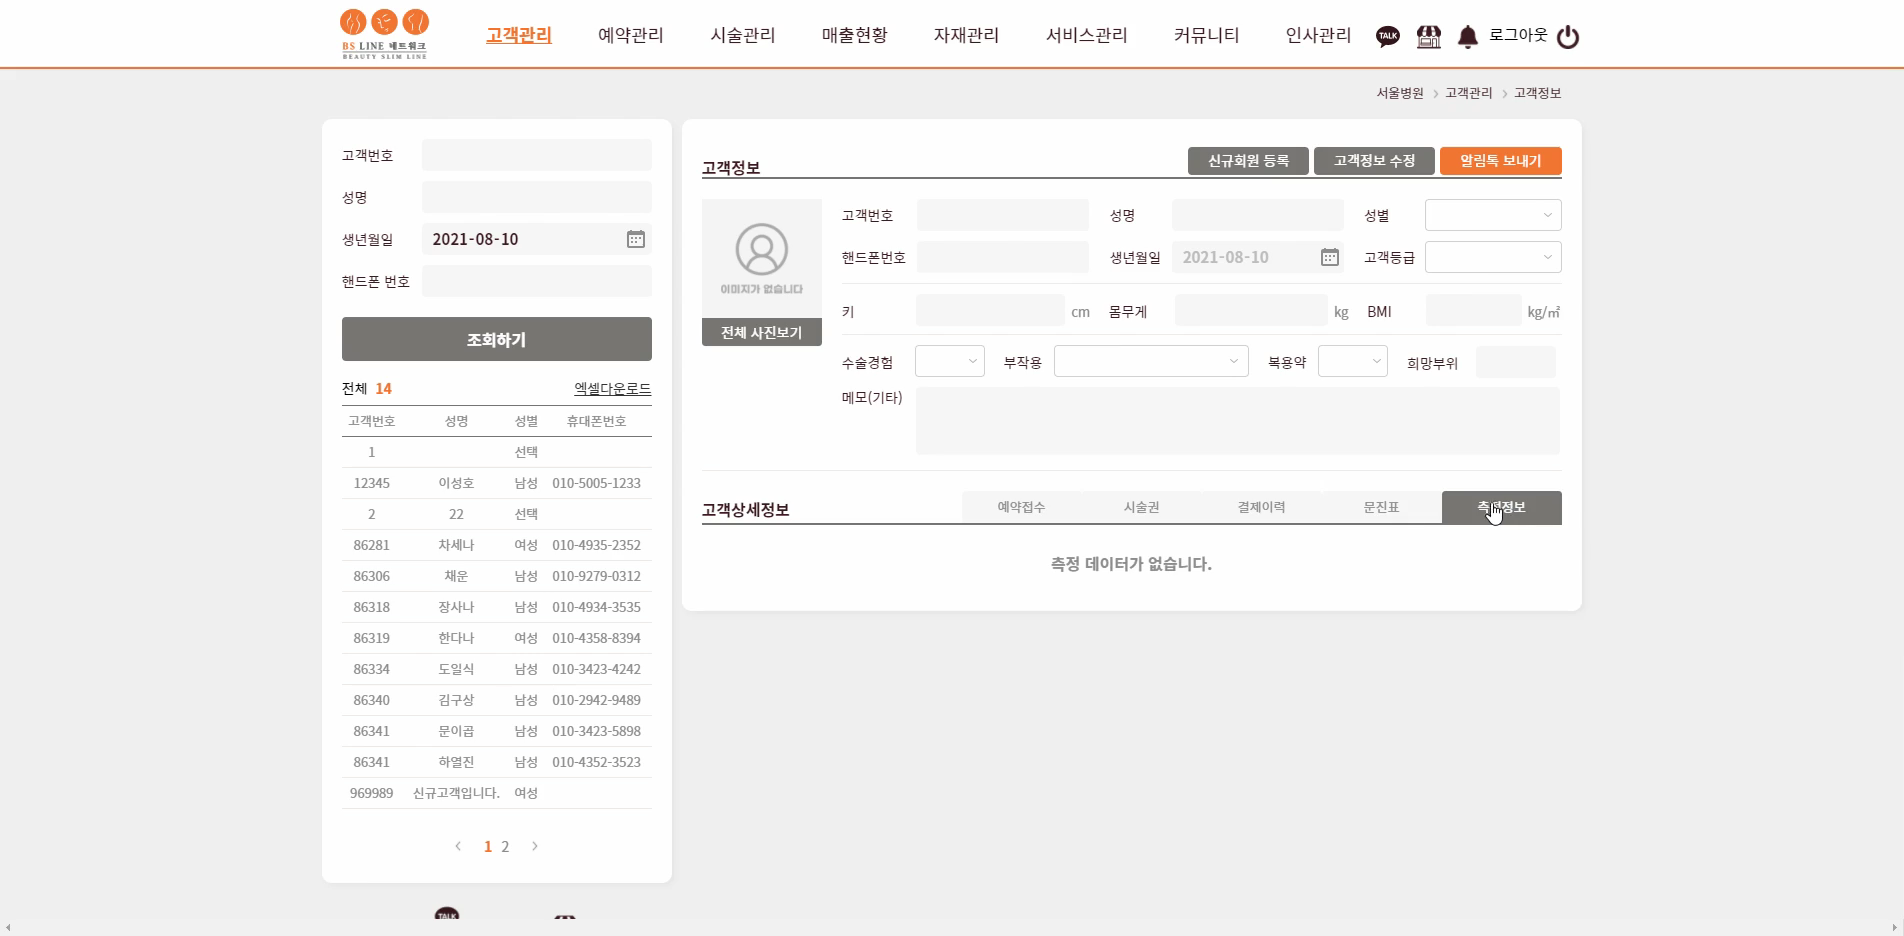 BS LINE 네트워크
BEAUTY SLIM LINE
고객관리 예약관리 시술관리 매출현황 자재관리 서비스관리 커뮤니티 인사관리 TALK 로그아웃
서울병원 > 고객관리 > 고객정보
고객번호
성명
생년월일 2021-08-10
핸드폰 번호
조회하기
전체 14 엑셀다운로드
고객번호 성명 성별 휴대폰번호
1 선택
12345 이성호 남성 010-5005-1233
2 22 선택
86281 차세나 여성 010-4935-2352
86306 채운 남성 010-9279-0312
86318 장사나 남성 010-4934-3535
86319 한다나 여성 010-4358-8394
86334 도일식 남성 010-3423-4242
86340 김구상 남성 010-2942-9489
86341 문이곱 남성 010-3423-5898
86341 하열진 남성 010-4352-3523
969989 신규고객입니다. 여성
< 1 2 >
TALK
고객정보 신규회원 등록 고객정보 수정 알림톡 보내기
이미지가 없습니다
전체 사진보기
고객번호 성명 성별
핸드폰번호 생년월일 2021-08-10 고객등급
키 cm 몸무게 kg BMI kg/㎡
수술경험 부작용 복용약 희망부위
메모(기타)
고객상세정보 예약접수 시술권 결제이력 문진표 정보
측정 데이터가 없습니다.